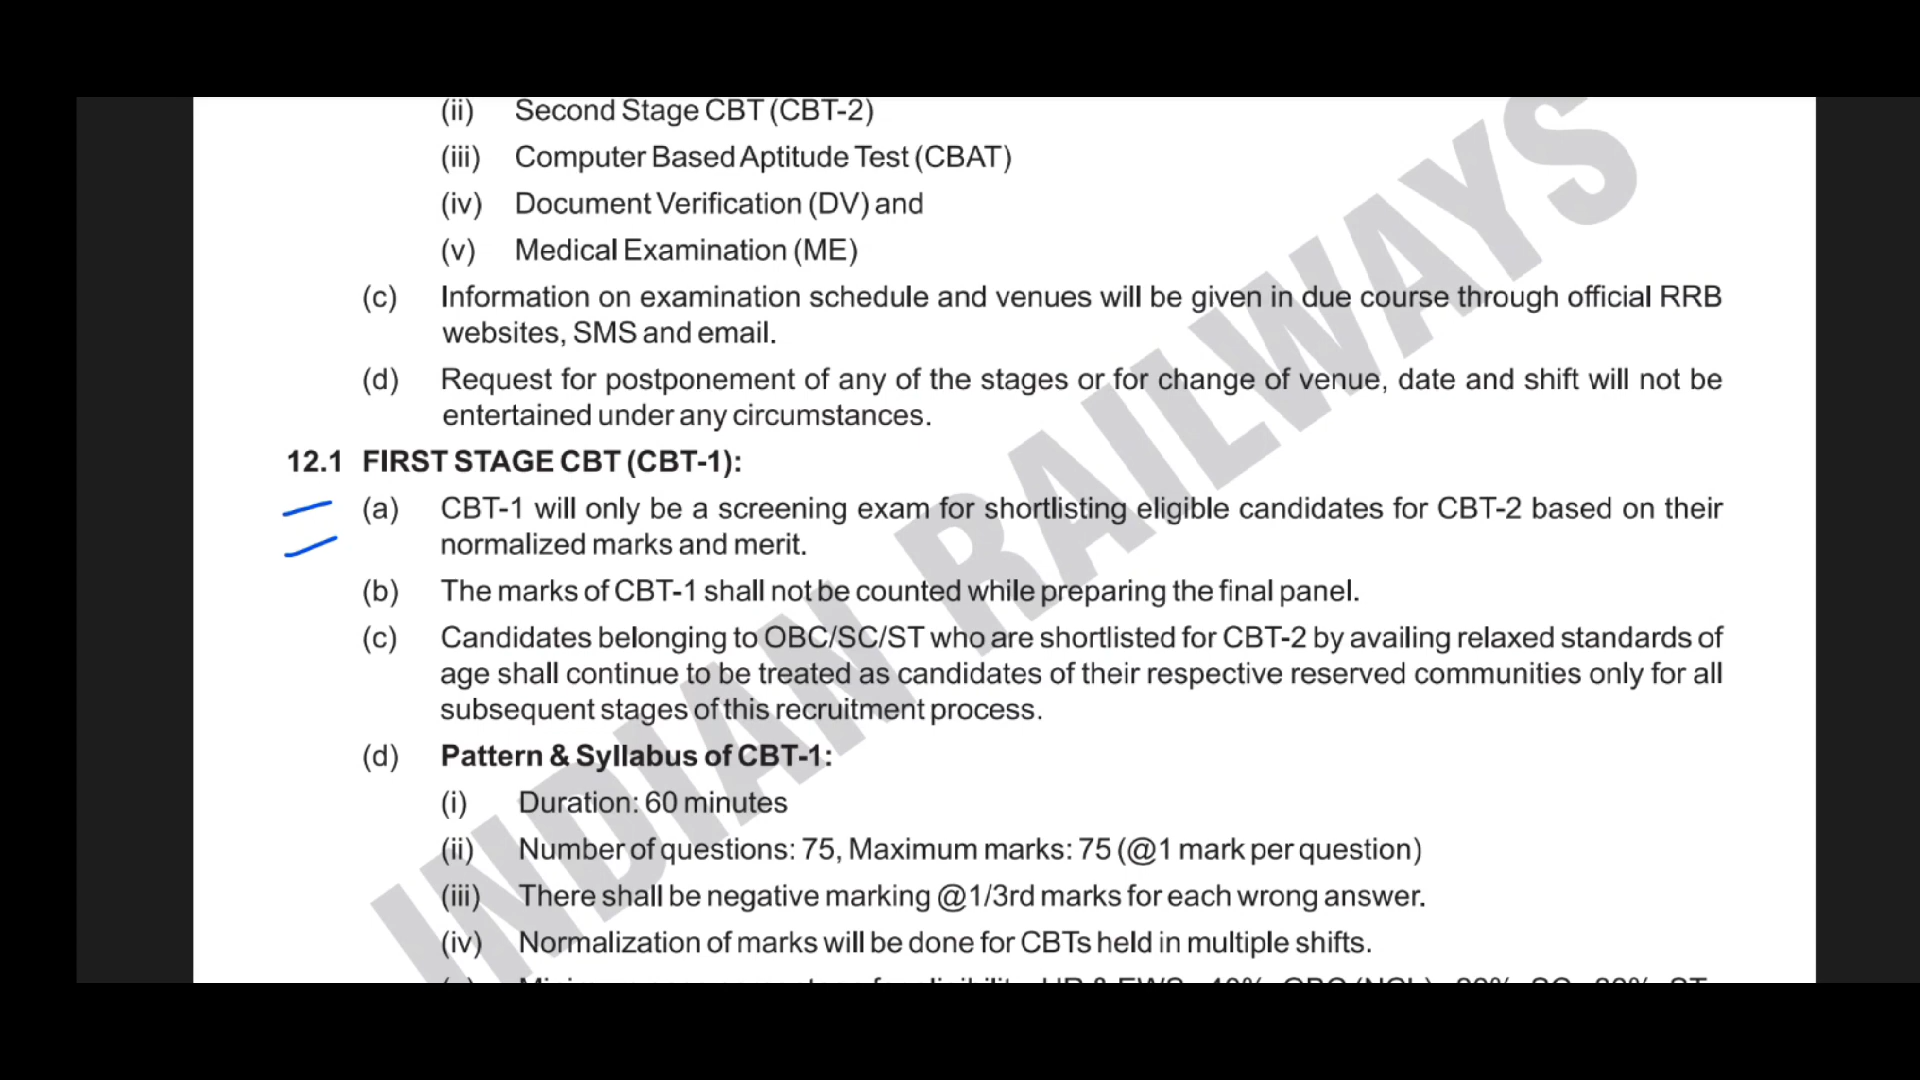 (ii) Second Stage CBT (CBT-2)
(iii) Computer Based Aptitude Test (CBAT)
(iv) Document Verification (DV) and
(v) Medical Examination (ME)
(c) Information on examination schedule and venues will be given in due course through official RRB
websites, SMS and email.
(d) Request for postponement of any of the stages or for change of venue, date and shift will not be
entertained under any circumstances.
12.1 FIRST STAGE CBT (CBT-1):
(a) CBT-1 will only be a screening exam for shortlisting eligible candidates for CBT-2 based on their
normalized marks and merit.
(b) The marks of CBT-1 shall not be counted while preparing the final panel.
(c) Candidates belonging to OBC/SC/ST who are shortlisted for CBT-2 by availing relaxed standards of
age shall continue to be treated as candidates of their respective reserved communities only for all
subsequent stages of this recruitment process.
(d) Pattern & Syllabus of CBT-1:
(i) Duration: 60 minutes
(ii) Number of questions: 75, Maximum marks: 75 (@1 mark per question)
(iii) There shall be negative marking @1/3rd marks for each wrong answer.
(iv) Normalization of marks will be done for CBTs held in multiple shifts.
INDIAN RAILWAYS